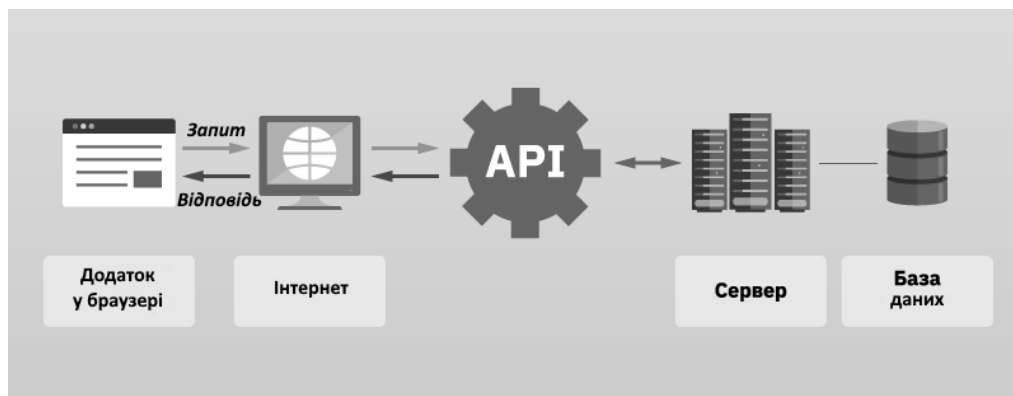 Запит
Відповідь
API
Додаток
у браузері
Інтернет
Сервер
База
даних